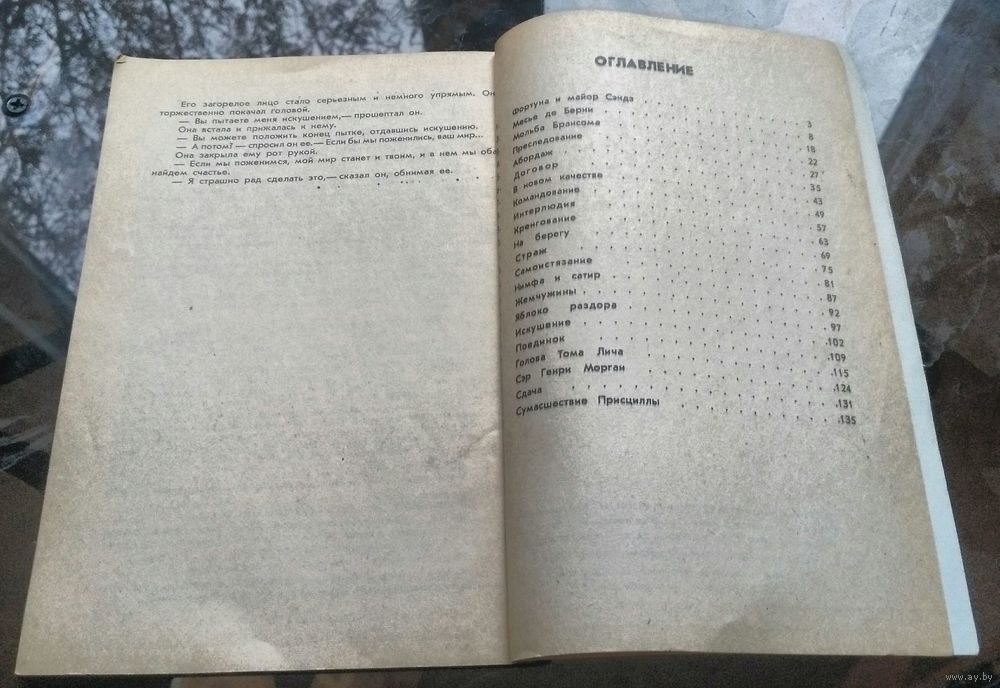 Его загорелое лицо стало серьезным и немного упрямым. Он
торжественно покачал головой.
— Вы пытаете меня искушением,— прошептал он.
Она встала и прижалась к нему.
— Вы можете положить конец пытке, отдавшись искушению.
— А потом? — спросил он ее.— Если бы мы поженились, ваш мир...
Она закрыла ему рот рукой.
— Если мы поженимся, мой мир станет и твоим, и в нем мы оба
найдем счастье.
— Я страшно рад сделать это,— сказал он, обнимая ее.
ОГЛАВЛЕНИЕ
Фортуна и майор Сэндз 3
Месье де Берни 8
Мольба Брансома 18
Преследование 22
Абордаж 27
Договор 35
В новом качестве 43
Командование 49
Интерлюдия 57
Кренгование 63
На берегу 69
Страж 75
Самоистязание 81
Нимфа и сатир 87
Жемчужины 92
Яблоко раздора 97
Искушение 102
Поединок 109
Голова Тома Лича 115
Сэр Генри Морган 124
Сдача 131
Сумасшествие Присциллы 135
www.ay.by